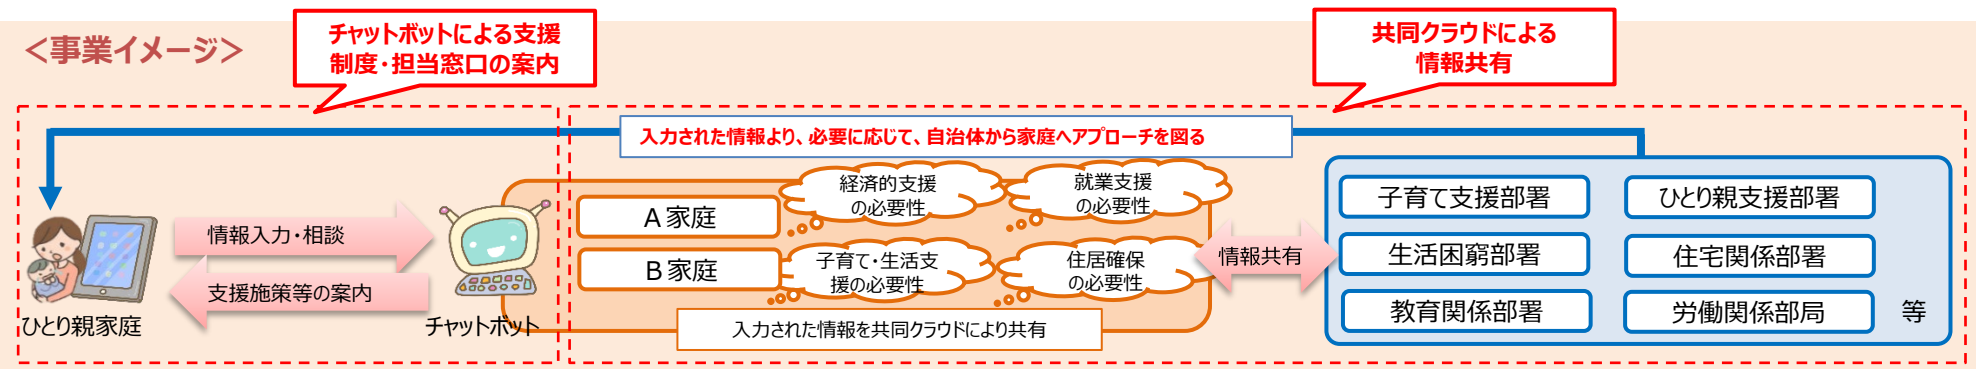 ＜事業イメージ＞
チャットボットによる支援
制度・担当窓口の案内
共同クラウドによる
情報共有
入力された情報より、必要に応じて、自治体から家庭へアプローチを図る
ひとり親家庭
情報入力・相談
支援施策等の案内
チャットボット
A家庭
B家庭
経済的支援
の必要性
就業支援
の必要性
子育て・生活支
援の必要性
住居確保
の必要性
入力された情報を共同クラウドにより共有
情報共有
子育て支援部署
ひとり親支援部署
生活困窮部署
住宅関係部署
教育関係部署
労働関係部局
等